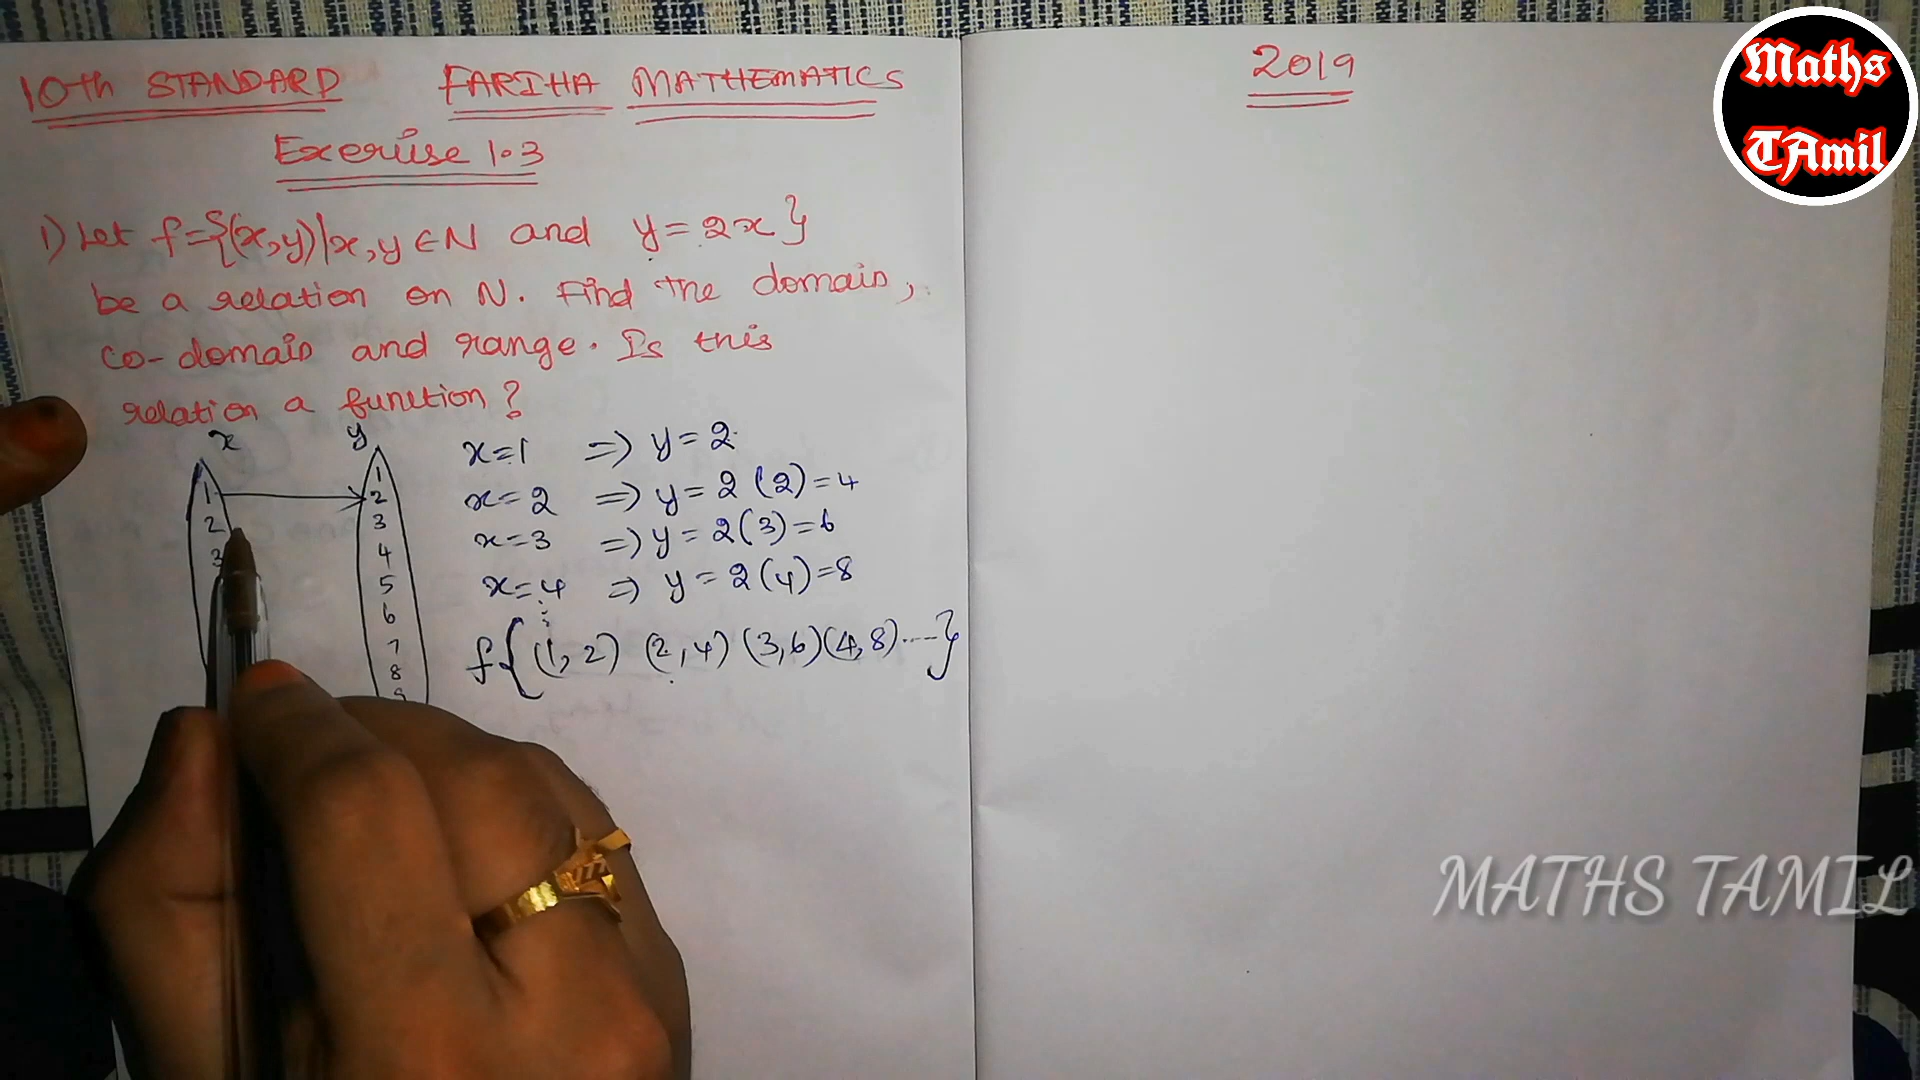 10th STANDARD FARIHA MATHEMATICS
Exercise 1.3
1) Let f={(x,y)|x,y∈N and y=2x}
be a relation on N. Find the domain,
co-domain and range. Is this
relation a function?
x y
1
2
3
1
2
3
4
5
6
7
8
9
x=1 => y=2
x=2 => y=2(2)=4
x=3 => y=2(3)=6
x=4 => y=2(4)=8
f{(1,2) (2,4) (3,6)(4,8)....}
2019
Maths
TAmil
MATHS TAMIL